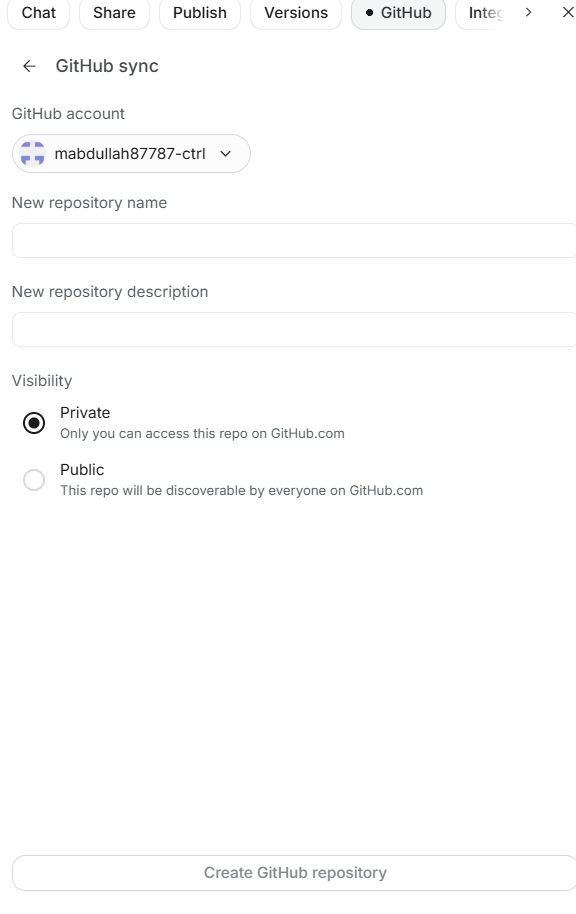 Chat Share Publish Versions GitHub Integ
GitHub sync
GitHub account
mabdullah87787-ctrl
New repository name
New repository description
Visibility
Private
Only you can access this repo on GitHub.com
Public
This repo will be discoverable by everyone on GitHub.com
Create GitHub repository